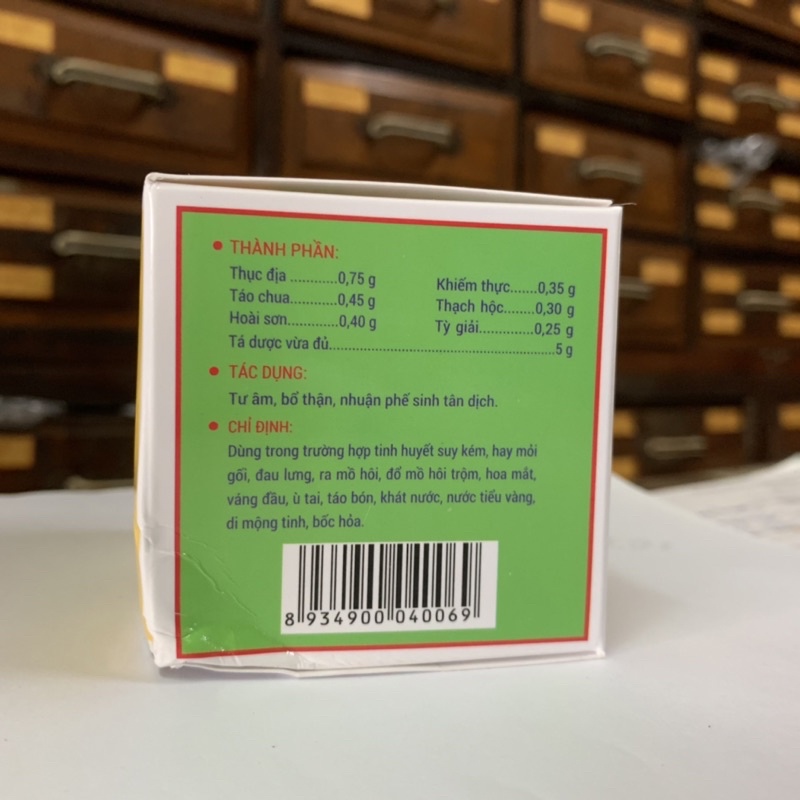 THÀNH PHẦN:
Thục địa ...........0,75 g
Táo chua...........0,45 g
Hoài sơn...........0,40 g
Khiếm thực.......0,35 g
Thạch hộc........0,30 g
Tỳ giải.............0,25 g
Tá dược vừa đủ......................................................5 g
TÁC DỤNG:
Tư âm, bổ thận, nhuận phế sinh tân dịch.
CHỈ ĐỊNH:
Dùng trong trường hợp tinh huyết suy kém, hay mỏi
gối, đau lưng, ra mồ hôi, đổ mồ hôi trộm, hoa mắt,
váng đầu, ù tai, táo bón, khát nước, nước tiểu vàng,
di mộng tinh, bốc hỏa.
8 934900 040069